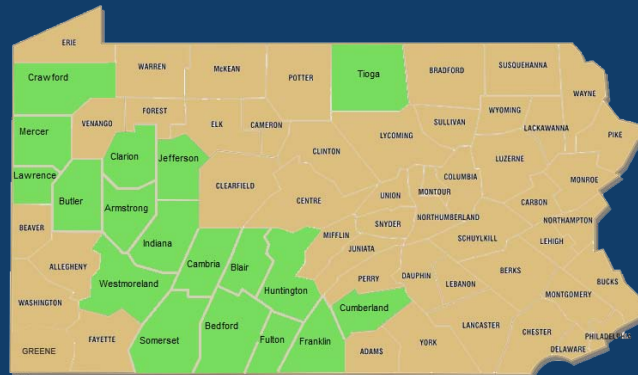 ERIE
Crawford
WARREN
McKEAN
POTTER
Tioga
BRADFORD
SUSQUEHANNA
WAYNE
WYOMING
LACKAWANNA
PIKE
SULLIVAN
Mercer
VENANGO
FOREST
ELK
CAMERON
CLINTON
LYCOMING
LUZERNE
MONROE
Clarion
Jefferson
Lawrence
CLEARFIELD
CENTRE
UNION
MONTOUR
COLUMBIA
CARBON
Butler
Armstrong
SNYDER
NORTHUMBERLAND
NORTHAMPTON
BEAVER
Indiana
MIFFLIN
JUNIATA
SCHUYLKILL
LEHIGH
ALLEGHENY
Cambria
Blair
Huntington
PERRY
DAUPHIN
LEBANON
BERKS
BUCKS
Westmoreland
MONTGOMERY
WASHINGTON
Cumberland
Bedford
LANCASTER
CHESTER
PHILADELPHIA
GREENE
FAYETTE
Somerset
Fulton
Franklin
ADAMS
YORK
DELAWARE